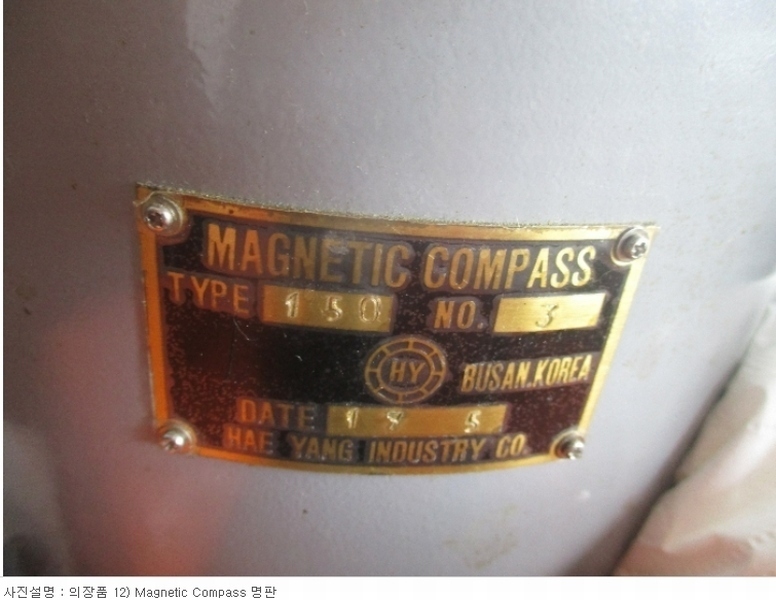 MAGNETIC COMPASS
TYPE 150 NO. 3
HY BUSAN.KOREA
DATE
HAE YANG INDUSTRY CO.
사진설명 : 의장품 12) Magnetic Compass 명판